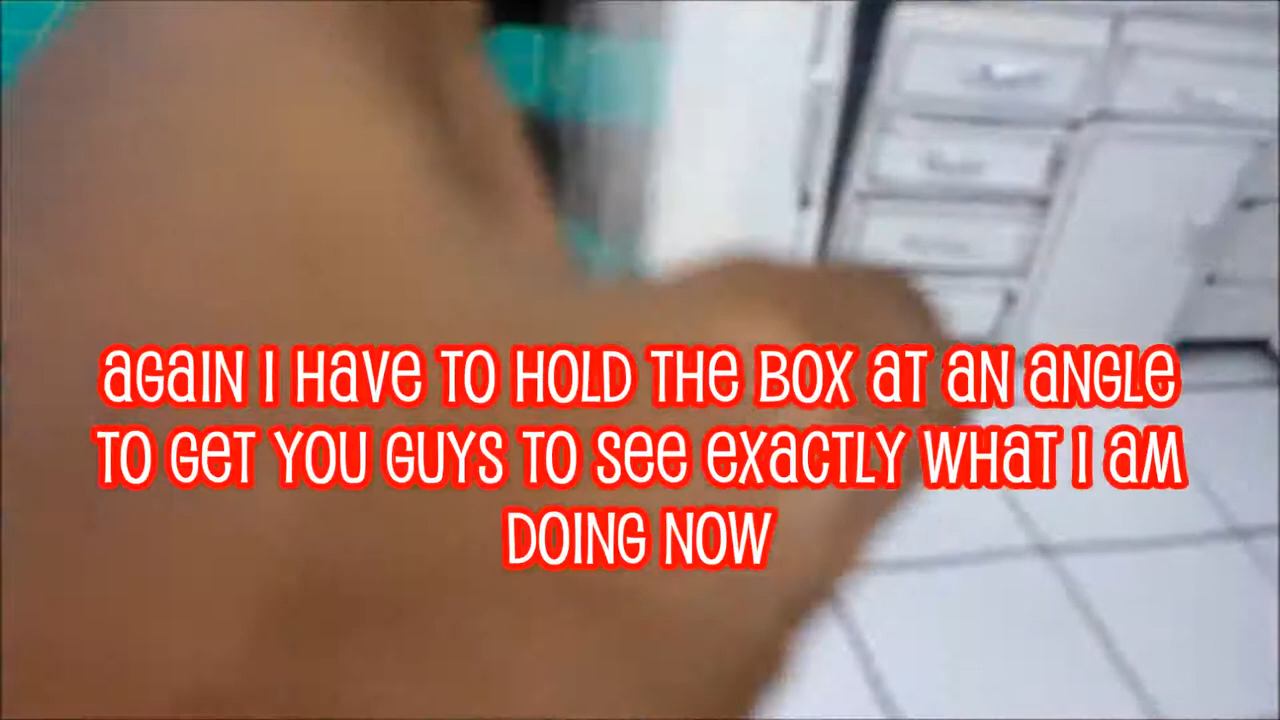 again I have to hold the box at an angle
to get you guys to see exactly what I am
doing now